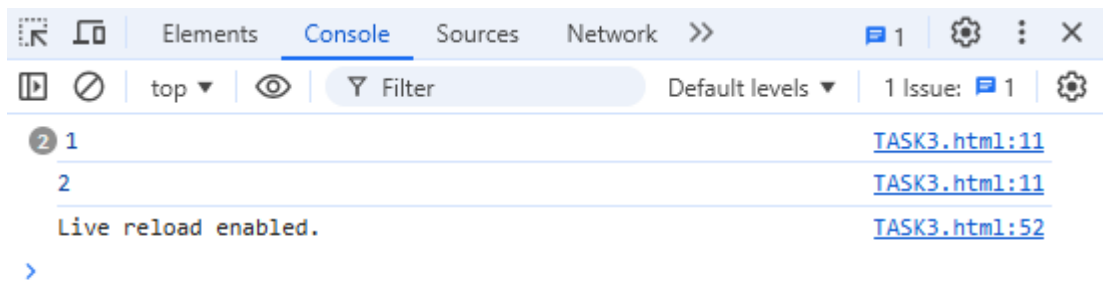 Elements Console Sources Network 1
top Filter Default levels 1 Issue: 1
2 1 TASK3.html:11
2 TASK3.html:11
Live reload enabled. TASK3.html:52